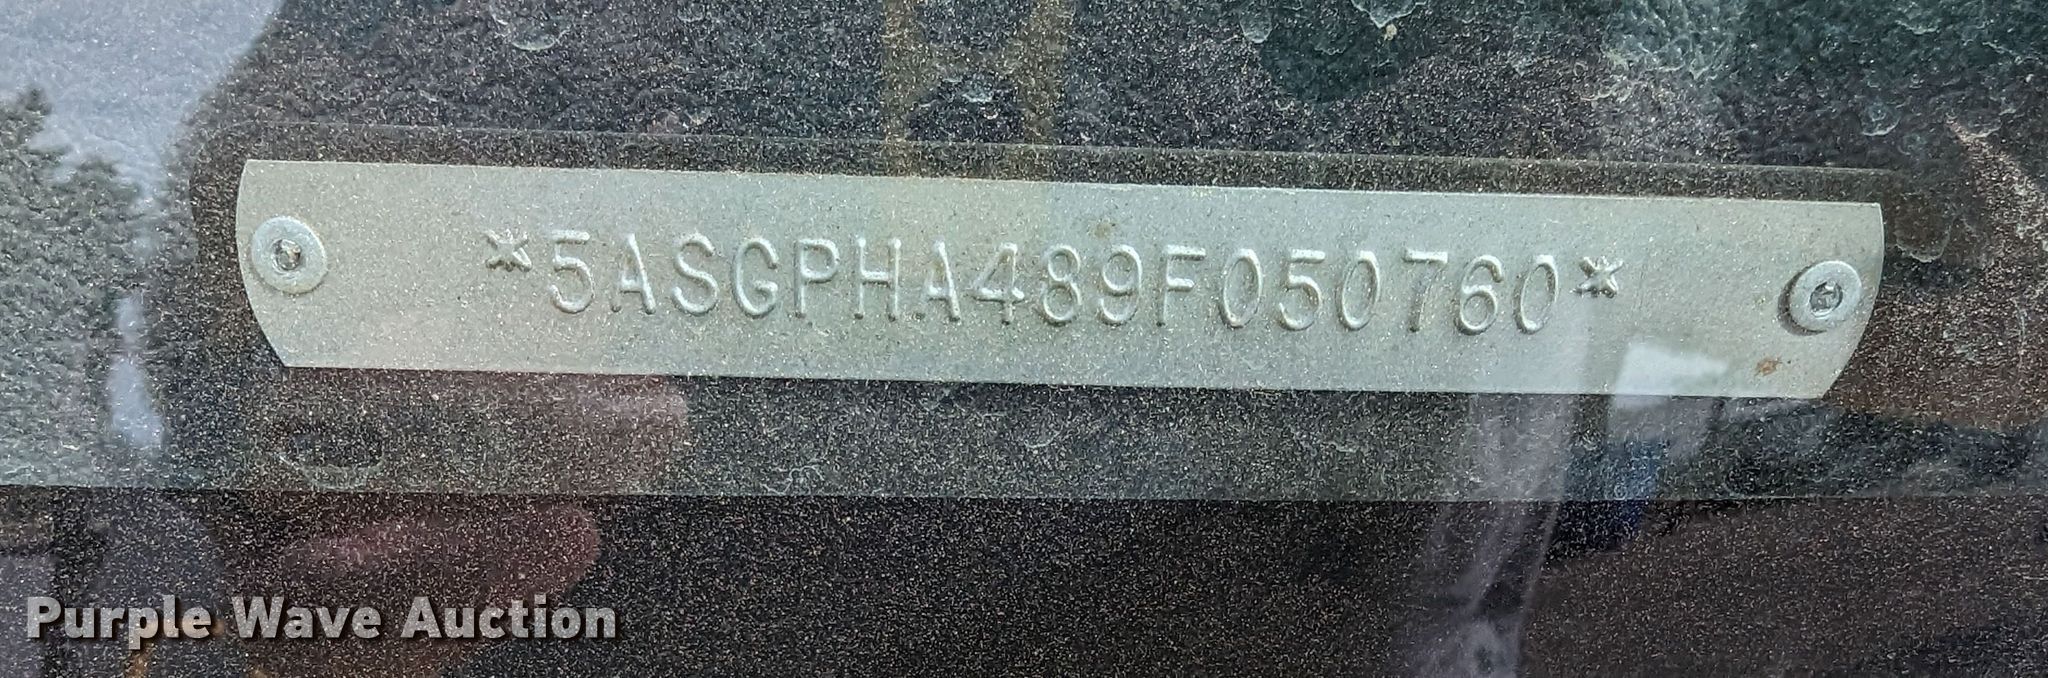 *5ASGPHA489F050760*
Purple Wave Auction